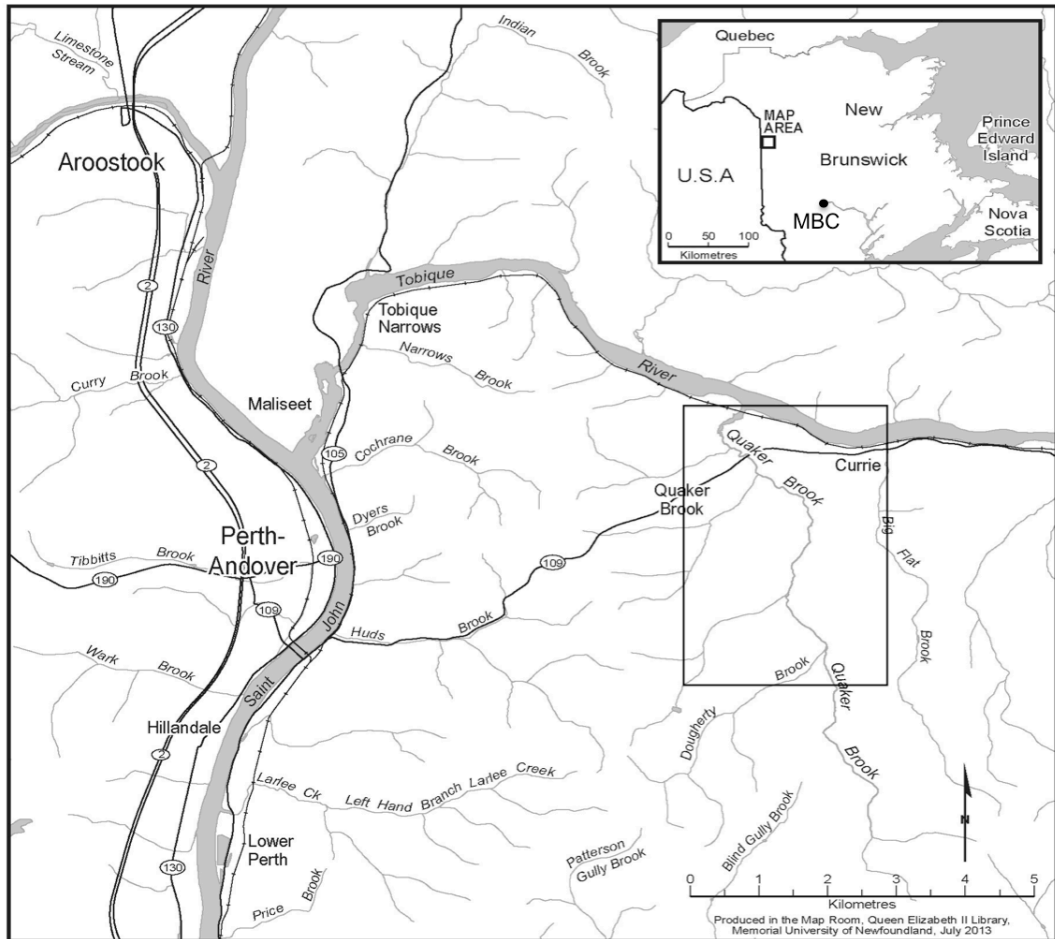 Limestone
Stream
Indian
Brook
Quebec
New
Brunswick
MAP
AREA
U.S.A
Prince
Edward
Island
Nova
Scotia
MBC
0 50 100
Kilometres
Aroostook
River
2
130
Tobique
Tobique
Narrows
Narrows
Brook
River
Curry Brook
Maliseet
105
Cochrane
Brook
2
Quaker
Brook
Currie
Quaker
Brook
Big
Flat
Brook
Dyers
Brook
Perth-
Andover
Tibbitts Brook
190
190
109
109
Huds Brook
John
Saint
Wark Brook
Hillandale
2
Dougherty
Brook
Quaker
Brook
Larlee Ck
Left Hand Branch Larlee Creek
Lower
Perth
130
Price
Brook
Patterson
Gully Brook
Blind Gully Brook
N
0 1 2 3 4 5
Kilometres
Produced in the Map Room, Queen Elizabeth II Library,
Memorial University of Newfoundland, July 2013